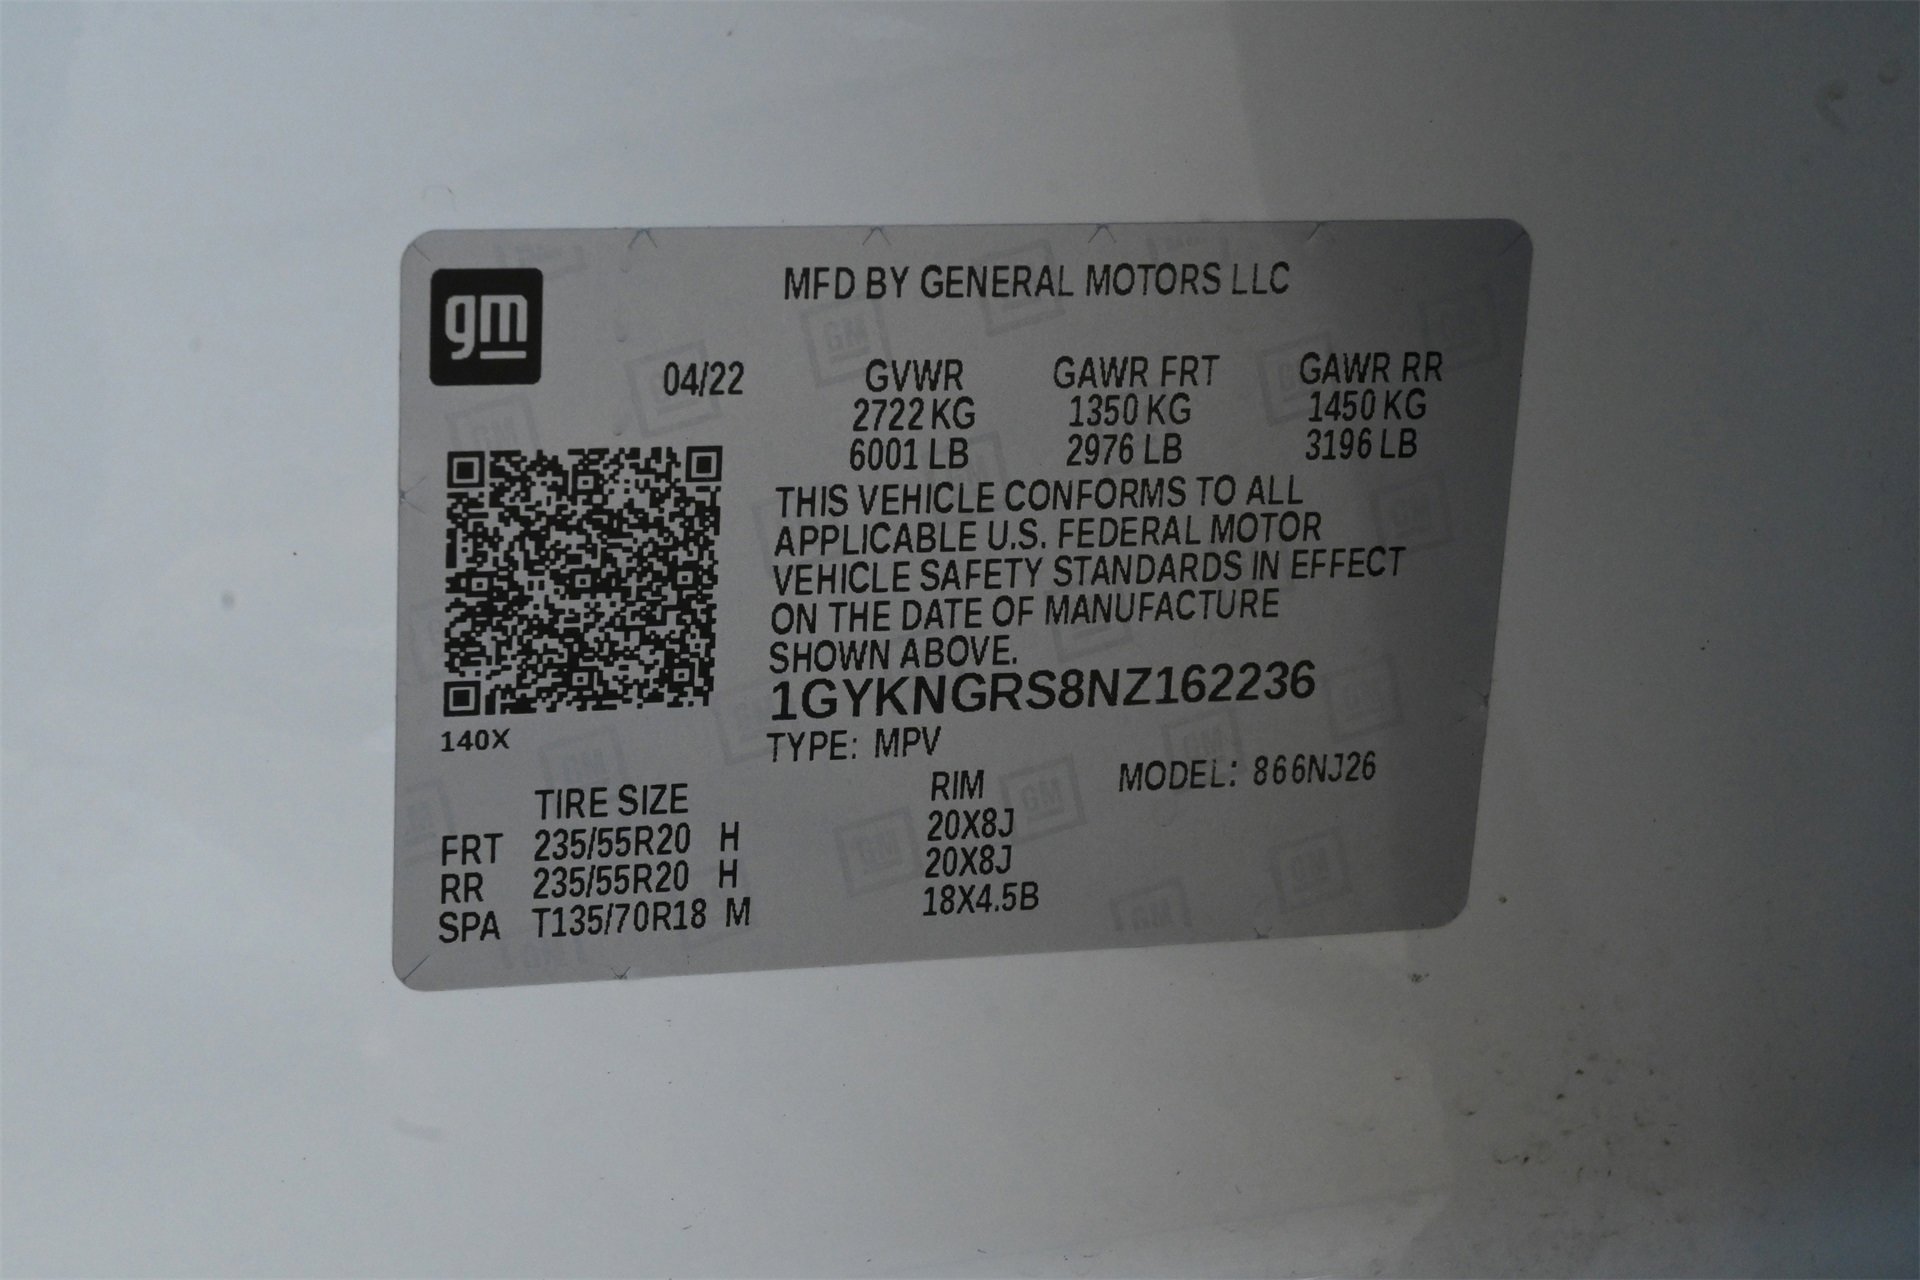 gm
MFD BY GENERAL MOTORS LLC
04/22 GVWR GAWR FRT GAWR RR
2722 KG 1350 KG 1450 KG
6001 LB 2976 LB 3196 LB
THIS VEHICLE CONFORMS TO ALL
APPLICABLE U.S. FEDERAL MOTOR
VEHICLE SAFETY STANDARDS IN EFFECT
ON THE DATE OF MANUFACTURE
SHOWN ABOVE.
1GYKNGRS8NZ162236
140X
TYPE: MPV
MODEL: 866NJ26
TIRE SIZE RIM
FRT 235/55R20 H 20X8J
RR 235/55R20 H 20X8J
SPA T135/70R18 M 18X4.5B